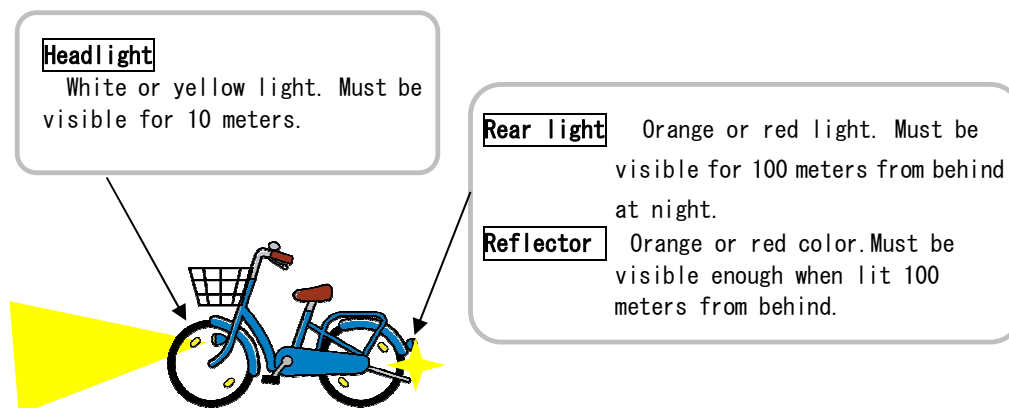 Headlight
White or yellow light. Must be
visible for 10 meters.
Rear light Orange or red light. Must be
visible for 100 meters from behind
at night.
Reflector Orange or red color.Must be
visible enough when lit 100
meters from behind.